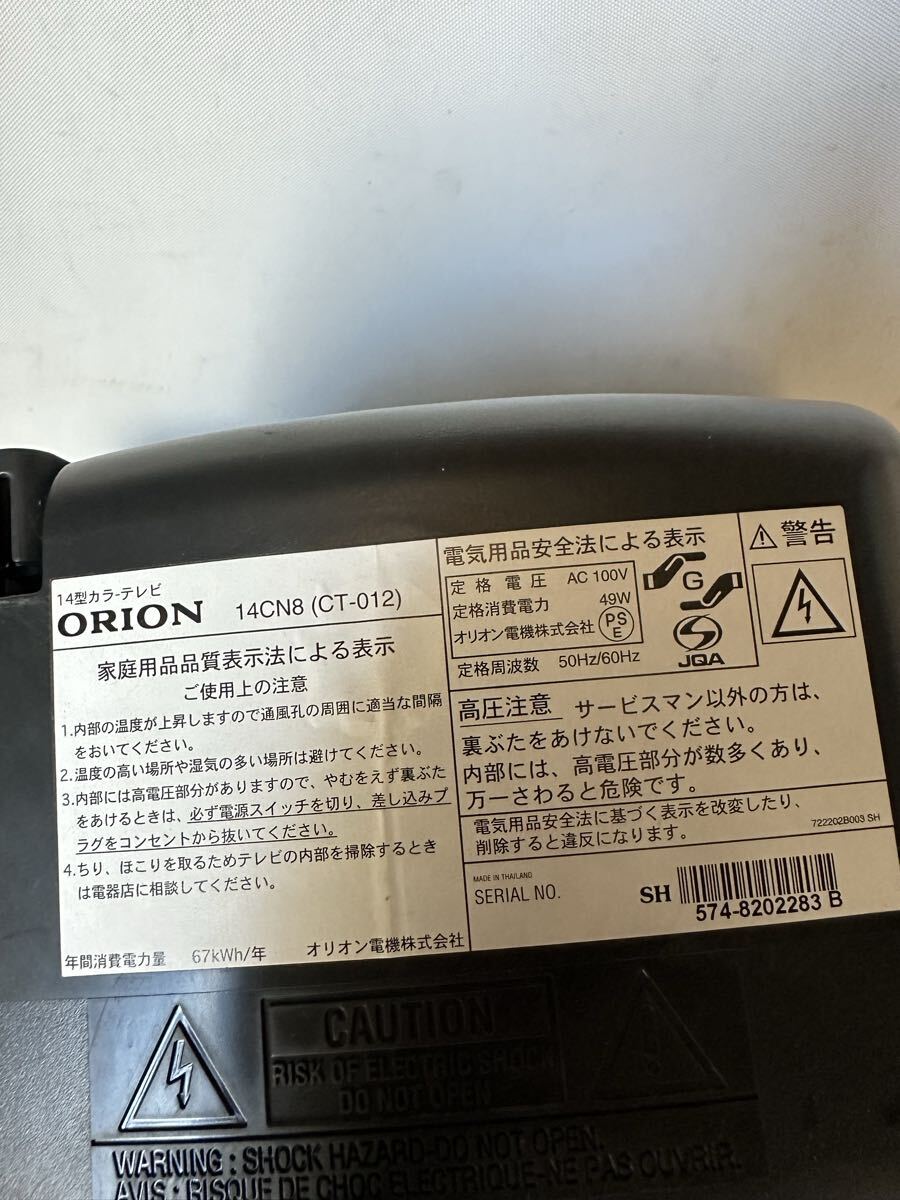 14型カラ-テレビ
ORION 14CN8 (CT-012)
家庭用品品質表示法による表示
ご使用上の注意
1.内部の温度が上昇しますので通風孔の周囲に適当な間隔
をおいてください。
2.温度の高い場所や湿気の多い場所は避けてください。
3.内部には高電圧部分がありますので、やむをえず裏ぶた
をあけるときは、必ず電源スイッチを切り、差し込みプ
ラグをコンセントから抜いてください。
4.ちり、ほこりを取るためテレビの内部を掃除するときは
は電器店に相談してください。
年間消費電力量 67kWh/年 オリオン電機株式会社
電気用品安全法による表示
定格電圧 AC 100V
定格消費電力 49W
オリオン電機株式会社 PSE
定格周波数 50Hz/60Hz
G
JQA
警告
高圧注意 サービスマン以外の方は、
裏ぶたをあけないでください。
内部には、高電圧部分が数多くあり、
万一さわると危険です。
電気用品安全法に基づく表示を改変したり、
削除すると違反になります。
722202B003 SH
MADE IN THAILAND
SERIAL NO. SH
574-8202283 B
CAUTION
RISK OF ELECTRIC SHOCK
DO NOT OPEN
WARNING : SHOCK HAZARD-DO NOT OPEN.
AVIS : RISQUE DE CHOC ELECTRIQUE-NE PAS OUVRIR.